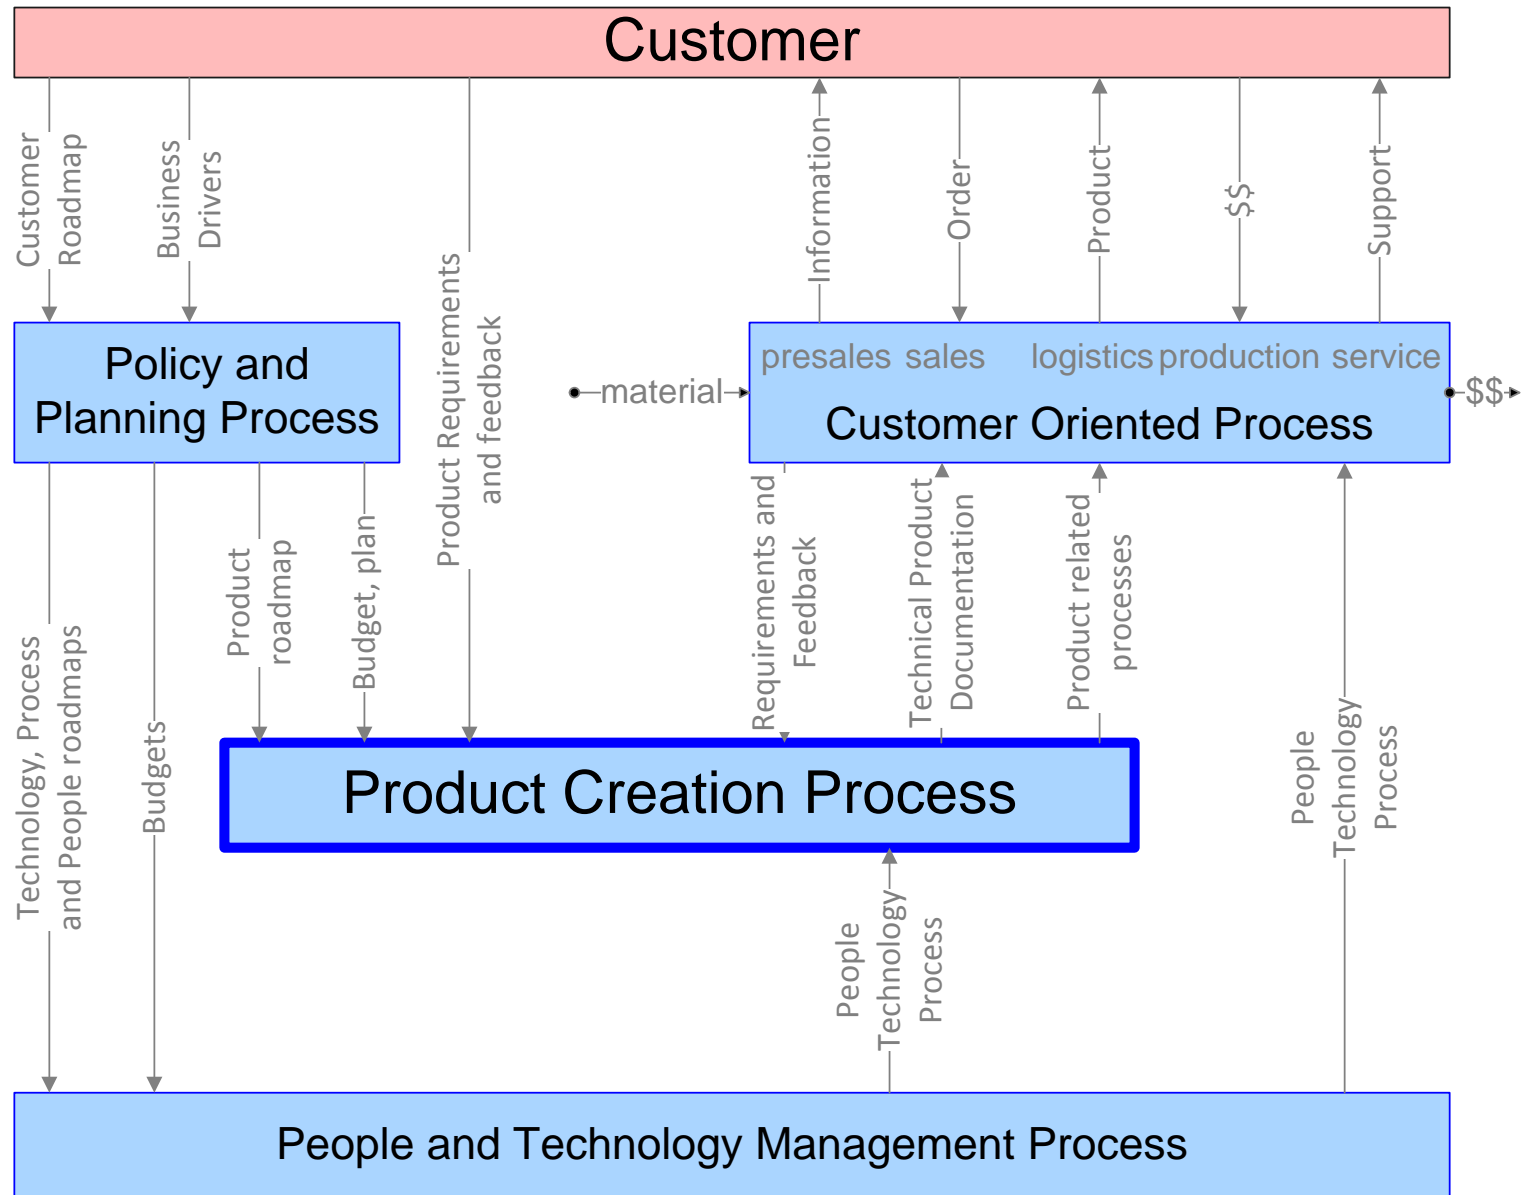 Customer
Customer
Roadmap
Business
Drivers
Product Requirements
and feedback
Information
Order
Product
$$
Support
Policy and
Planning Process
material
presales sales logistics production service
Customer Oriented Process
$$
Technology, Process
and People roadmaps
Budgets
Product
roadmap
Budget, plan
Requirements and
Feedback
Technical Product
Documentation
Product related
processes
People
Technology
Process
Product Creation Process
People
Technology
Process
People and Technology Management Process